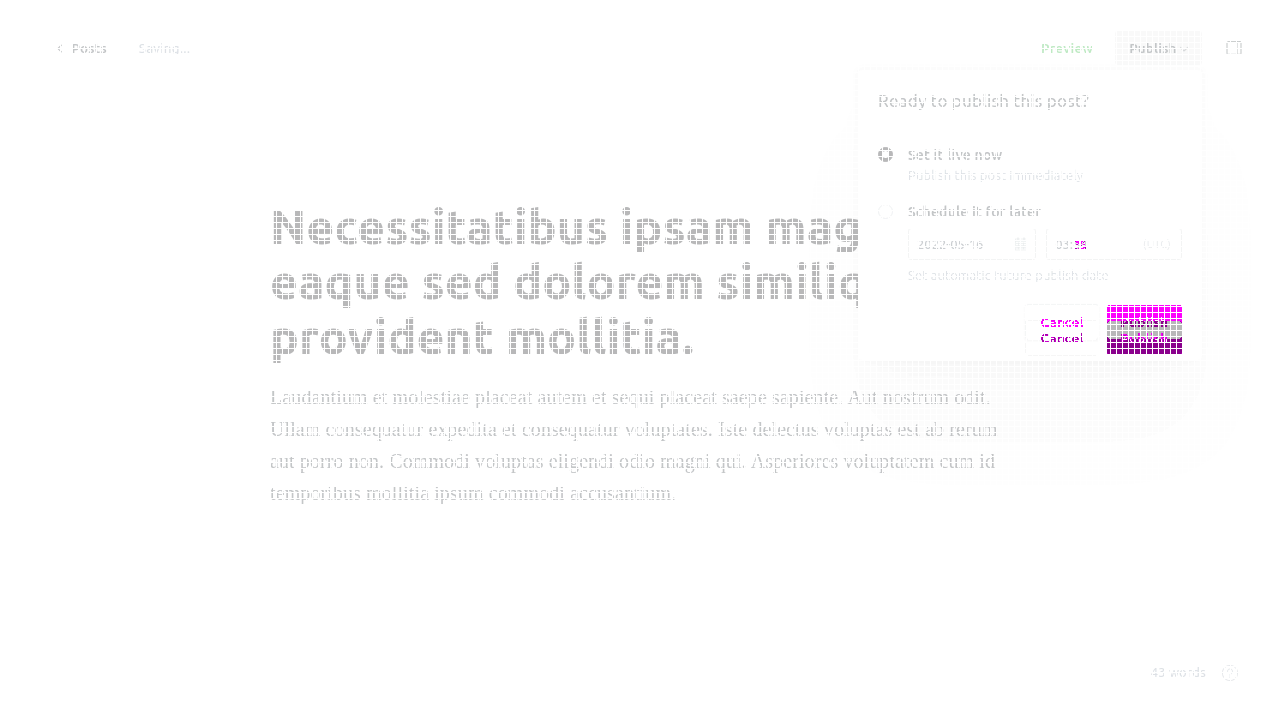 Posts Saving... Preview Publish
Ready to publish this post?
Set it live now
Publish this post immediately
Schedule it for later
2022-05-16 (UTC)
Set automatic future publish date
Cancel Publish
Cancel Publish
Necessitatibus ipsam mag
eaque sed dolorem similiq
provident mollitia.
Laudantium et molestiae placeat autem et sequi placeat saepe sapiente. Aut nostrum odit.
Ullam consequatur expedita et consequatur voluptates. Iste delectus voluptas est ab rerum
aut porro non. Commodi voluptas eligendi odio magni qui. Asperiores voluptatem cum id
temporibus mollitia ipsum commodi accusantium.
43 words